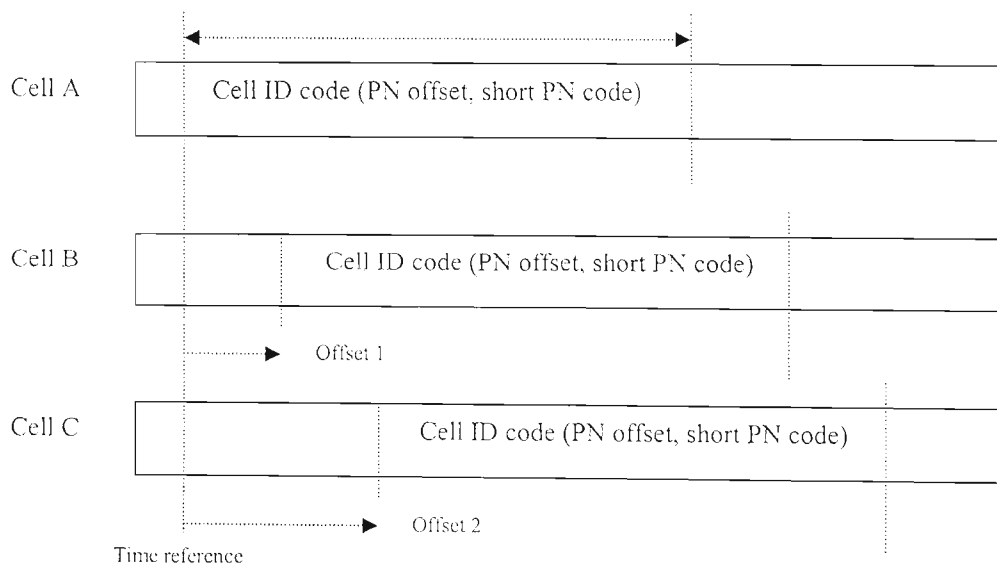 Cell A
Cell ID code (PN offset, short PN code)
Cell B
Cell ID code (PN offset, short PN code)
Offset 1
Cell C
Cell ID code (PN offset, short PN code)
Offset 2
Time reference